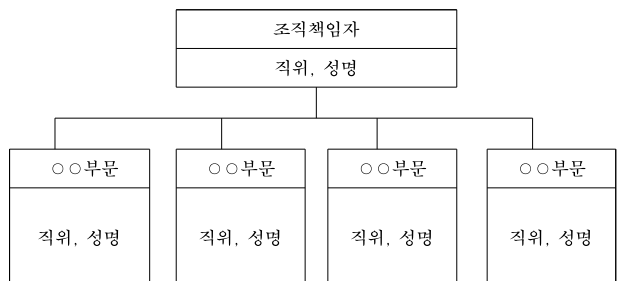 조직책임자
직위, 성명
○○부문 ○○부문 ○○부문 ○○부문
직위, 성명 직위, 성명 직위, 성명 직위, 성명